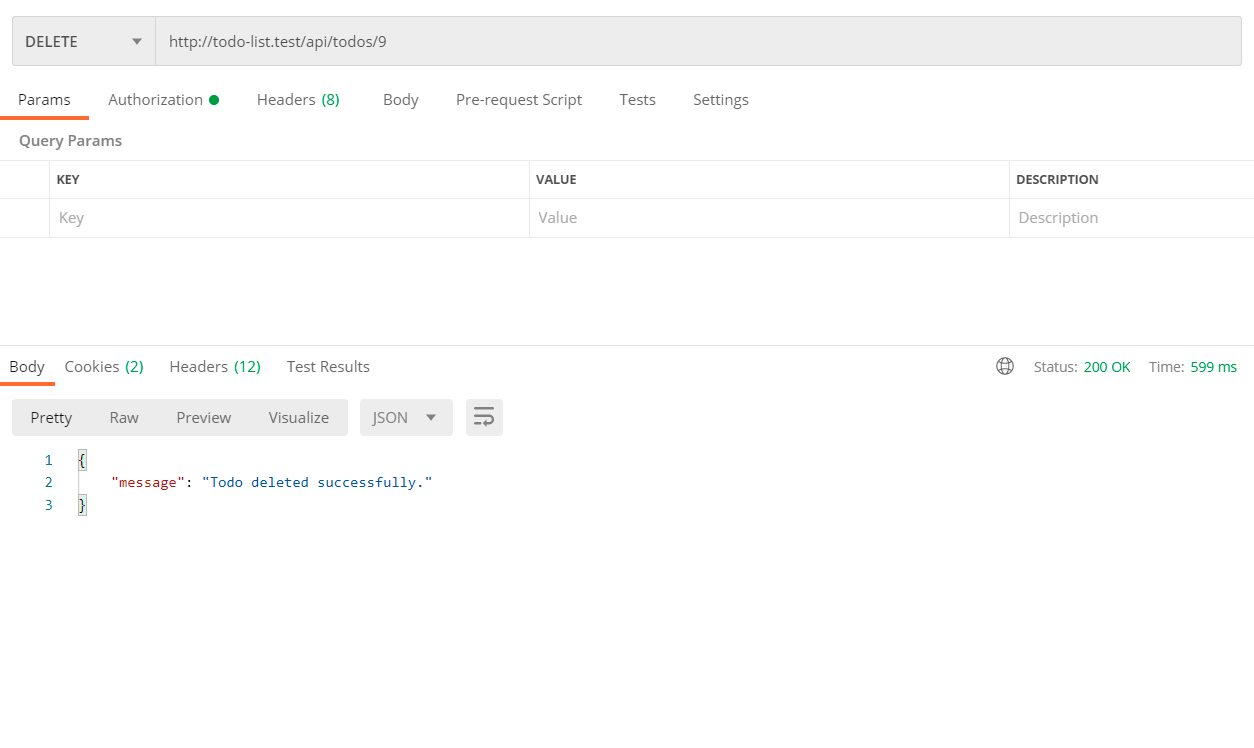 DELETE http://todo-list.test/api/todos/9
Params Authorization Headers (8) Body Pre-request Script Tests Settings
Query Params
KEY VALUE DESCRIPTION
Key Value Description
Body Cookies (2) Headers (12) Test Results Status: 200 OK Time: 599 ms
Pretty Raw Preview Visualize JSON
1 {
2 "message": "Todo deleted successfully."
3 }